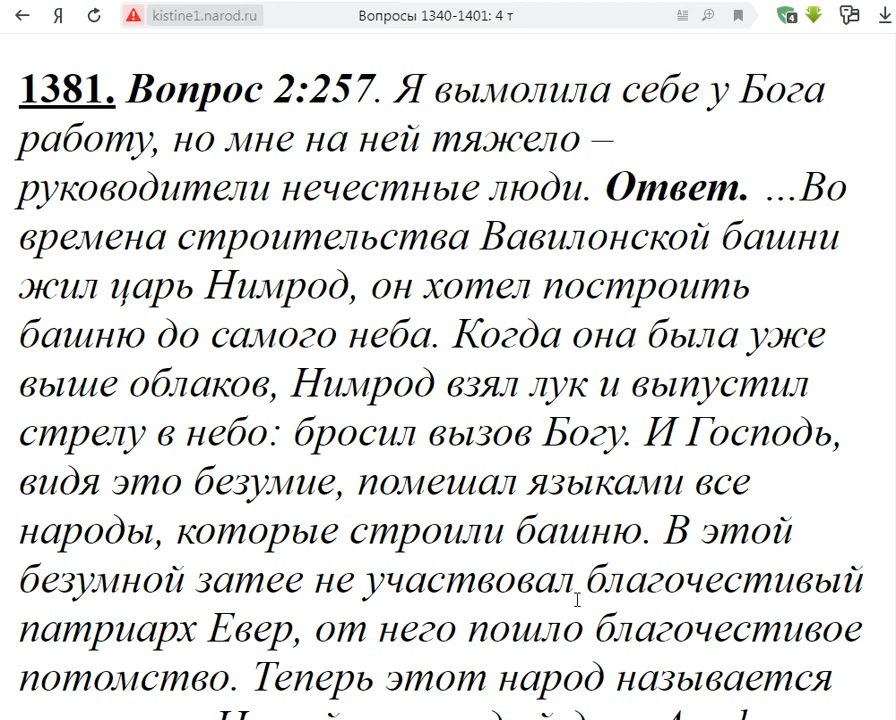 kistine1.narod.ru
Вопросы 1340-1401: 4 т
4
1381. Вопрос 2:257. Я вымолила себе у Бога
работу, но мне на ней тяжело –
руководители нечестные люди. Ответ. …Во
времена строительства Вавилонской башни
жил царь Нимрод, он хотел построить
башню до самого неба. Когда она была уже
выше облаков, Нимрод взял лук и выпустил
стрелу в небо: бросил вызов Богу. И Господь,
видя это безумие, помешал языками все
народы, которые строили башню. В этой
безумной затее не участвовал благочестивый
патриарх Евер, от него пошло благочестивое
потомство. Теперь этот народ называется